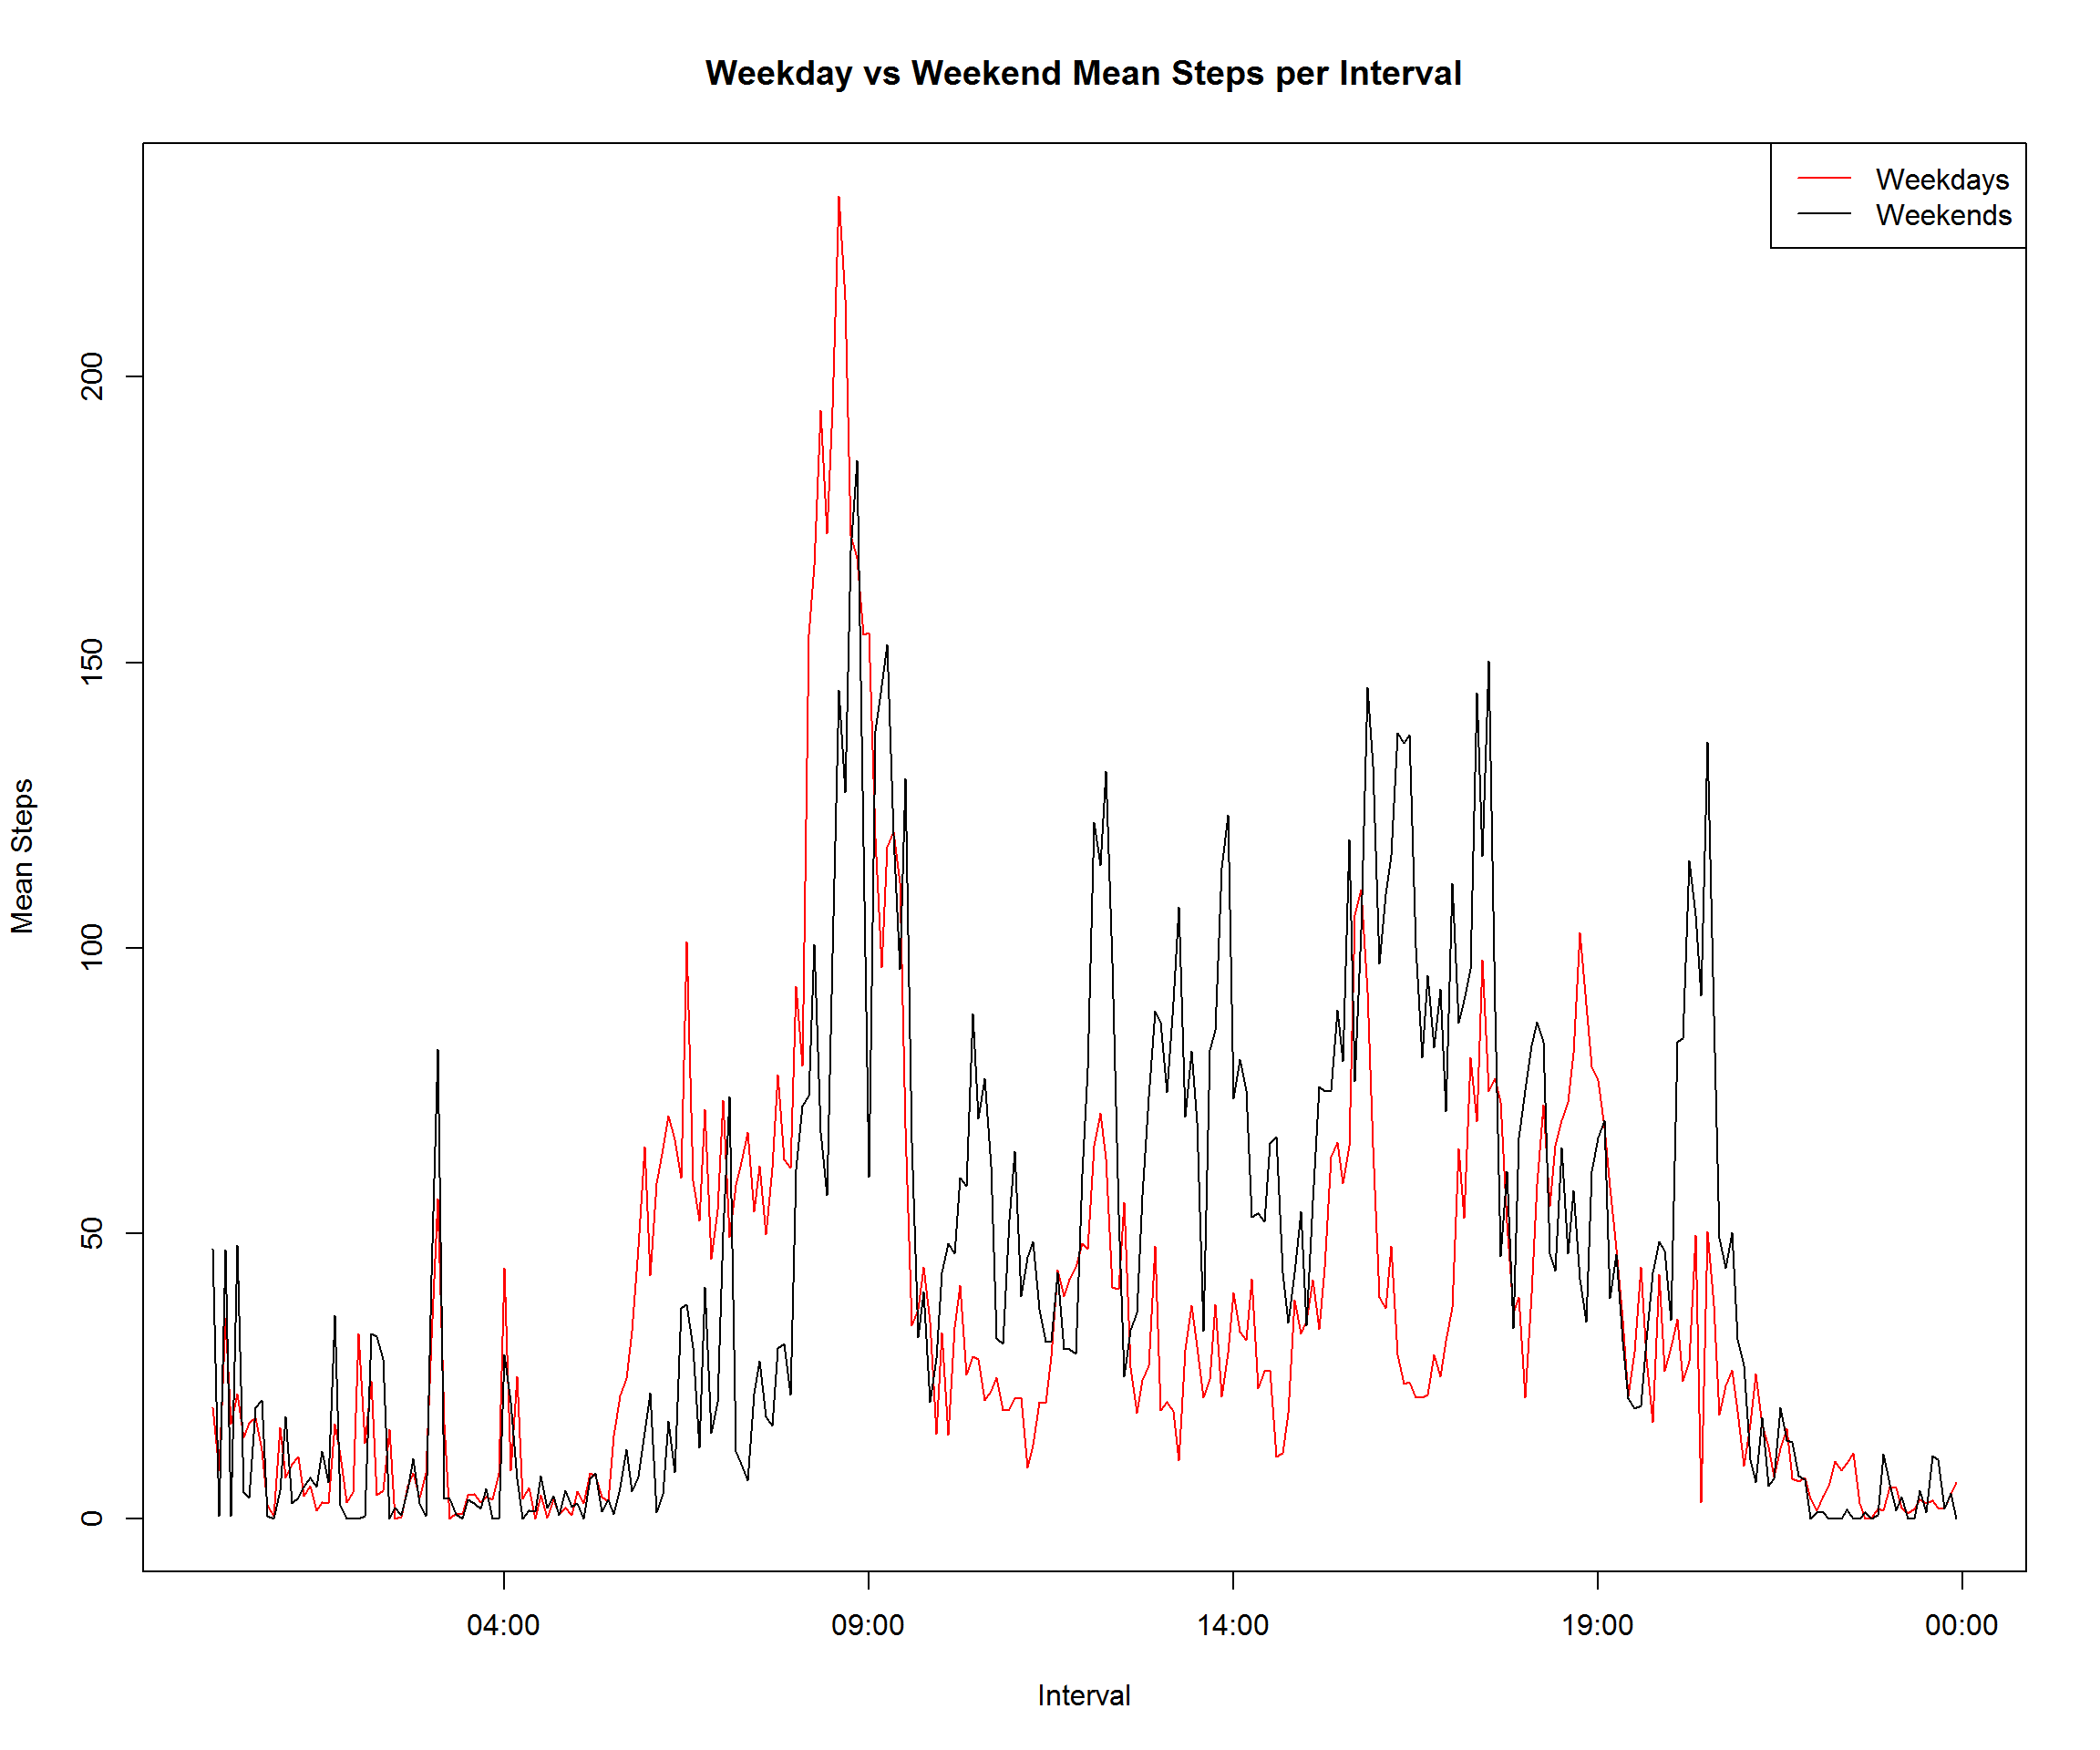 Weekday vs Weekend Mean Steps per Interval
Weekdays
Weekends
200
150
100
50
0
Mean Steps
04:00
09:00
14:00
19:00
00:00
Interval